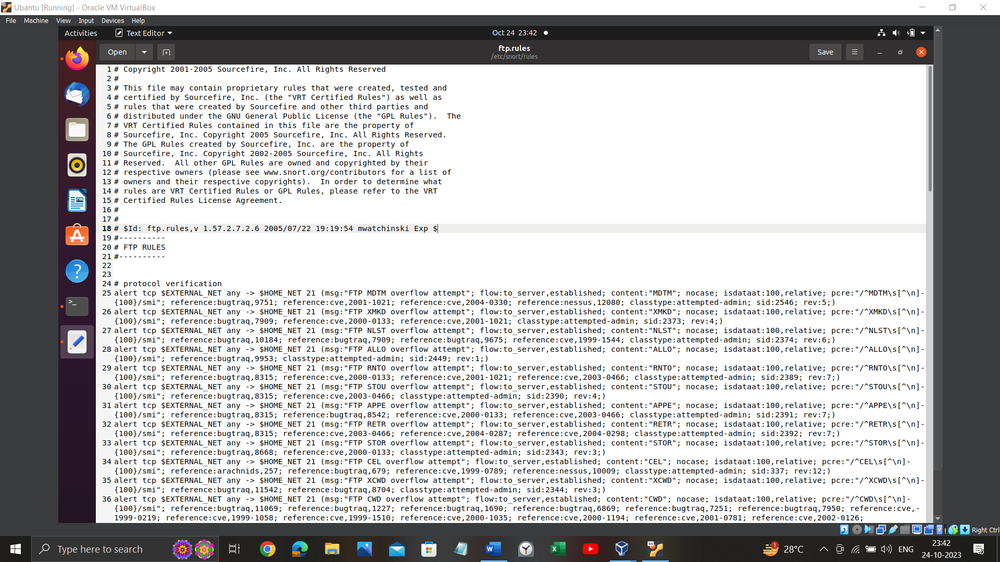 Ubantu [Running] - Oracle VM VirtualBox
File Machine View Input Devices Help
Activities Text Editor Oct 24 23:42
Open ftp.rules Save
/etc/snort/rules
1 # Copyright 2001-2005 Sourcefire, Inc. All Rights Reserved
2 #
3 # This file may contain proprietary rules that were created, tested and
4 # certified by Sourcefire, Inc. (the "VRT Certified Rules") as well as
5 # rules that were created by Sourcefire and other third parties and
6 # distributed under the GNU General Public License (the "GPL Rules").  The
7 # VRT Certified Rules contained in this file are the property of
8 # Sourcefire, Inc. Copyright 2005 Sourcefire, Inc. All Rights Reserved.
9 # The GPL Rules created by Sourcefire, Inc. are the property of
10 # Sourcefire, Inc. Copyright 2002-2005 Sourcefire, Inc. All Rights
11 # Reserved.  All other GPL Rules are owned and copyrighted by their
12 # respective owners (please see www.snort.org/contributors for a list of
13 # owners and their respective copyrights).  In order to determine what
14 # rules are VRT Certified Rules or GPL Rules, please refer to the VRT
15 # Certified Rules License Agreement.
16 #
17 #
18 # $Id: ftp.rules,v 1.57.2.7.2.6 2005/07/22 19:19:54 mwatchinski Exp $
19 #----------
20 # FTP RULES
21 #----------
22
23
24 # protocol verification
25 alert tcp $EXTERNAL_NET any -> $HOME_NET 21 (msg:"FTP MDTM overflow attempt"; flow:to_server,established; content:"MDTM"; nocase; isdataat:100,relative; pcre:"/^MDTM\s[^\n]-
{100}/smi"; reference:bugtraq,9751; reference:cve,2001-1021; reference:cve,2004-0330; reference:nessus,12080; classtype:attempted-admin; sid:2546; rev:5;)
26 alert tcp $EXTERNAL_NET any -> $HOME_NET 21 (msg:"FTP XMKD overflow attempt"; flow:to_server,established; content:"XMKD"; nocase; isdataat:100,relative; pcre:"/^XMKD\s[^\n]-
{100}/smi"; reference:bugtraq,7909; reference:cve,2000-0133; reference:cve,2001-1021; classtype:attempted-admin; sid:2373; rev:4;)
27 alert tcp $EXTERNAL_NET any -> $HOME_NET 21 (msg:"FTP NLST overflow attempt"; flow:to_server,established; content:"NLST"; nocase; isdataat:100,relative; pcre:"/^NLST\s[^\n]-
{100}/smi"; reference:bugtraq,10184; reference:bugtraq,7909; reference:bugtraq,9675; reference:cve,1999-1544; classtype:attempted-admin; sid:2374; rev:6;)
28 alert tcp $EXTERNAL_NET any -> $HOME_NET 21 (msg:"FTP ALLO overflow attempt"; flow:to_server,established; content:"ALLO"; nocase; isdataat:100,relative; pcre:"/^ALLO\s[^\n]-
{100}/smi"; reference:bugtraq,9953; classtype:attempted-admin; sid:2449; rev:1;)
29 alert tcp $EXTERNAL_NET any -> $HOME_NET 21 (msg:"FTP RNTO overflow attempt"; flow:to_server,established; content:"RNTO"; nocase; isdataat:100,relative; pcre:"/^RNTO\s[^\n]-
{100}/smi"; reference:bugtraq,8315; reference:cve,2000-0133; reference:cve,2001-1021; reference:cve,2003-0466; classtype:attempted-admin; sid:2389; rev:7;)
30 alert tcp $EXTERNAL_NET any -> $HOME_NET 21 (msg:"FTP STOU overflow attempt"; flow:to_server,established; content:"STOU"; nocase; isdataat:100,relative; pcre:"/^STOU\s[^\n]-
{100}/smi"; reference:bugtraq,8315; reference:cve,2003-0466; classtype:attempted-admin; sid:2390; rev:4;)
31 alert tcp $EXTERNAL_NET any -> $HOME_NET 21 (msg:"FTP APPE overflow attempt"; flow:to_server,established; content:"APPE"; nocase; isdataat:100,relative; pcre:"/^APPE\s[^\n]-
{100}/smi"; reference:bugtraq,8315; reference:bugtraq,8542; reference:cve,2000-0133; reference:cve,2003-0466; classtype:attempted-admin; sid:2391; rev:7;)
32 alert tcp $EXTERNAL_NET any -> $HOME_NET 21 (msg:"FTP RETR overflow attempt"; flow:to_server,established; content:"RETR"; nocase; isdataat:100,relative; pcre:"/^RETR\s[^\n]-
{100}/smi"; reference:bugtraq,8315; reference:cve,2003-0466; reference:cve,2004-0287; reference:cve,2004-0298; classtype:attempted-admin; sid:2392; rev:7;)
33 alert tcp $EXTERNAL_NET any -> $HOME_NET 21 (msg:"FTP STOR overflow attempt"; flow:to_server,established; content:"STOR"; nocase; isdataat:100,relative; pcre:"/^STOR\s[^\n]-
{100}/smi"; reference:bugtraq,8668; reference:cve,2000-0133; classtype:attempted-admin; sid:2343; rev:3;)
34 alert tcp $EXTERNAL_NET any -> $HOME_NET 21 (msg:"FTP CEL overflow attempt"; flow:to_server,established; content:"CEL"; nocase; isdataat:100,relative; pcre:"/^CEL\s[^\n]-
{100}/smi"; reference:arachnids,257; reference:bugtraq,679; reference:cve,1999-0789; reference:nessus,10009; classtype:attempted-admin; sid:337; rev:12;)
35 alert tcp $EXTERNAL_NET any -> $HOME_NET 21 (msg:"FTP XCWD overflow attempt"; flow:to_server,established; content:"XCWD"; nocase; isdataat:100,relative; pcre:"/^XCWD\s[^\n]-
{100}/smi"; reference:bugtraq,11542; reference:bugtraq,8704; classtype:attempted-admin; sid:2344; rev:3;)
36 alert tcp $EXTERNAL_NET any -> $HOME_NET 21 (msg:"FTP CWD overflow attempt"; flow:to_server,established; content:"CWD"; nocase; isdataat:100,relative; pcre:"/^CWD\s[^\n]-
{100}/smi"; reference:bugtraq,11069; reference:bugtraq,1227; reference:bugtraq,1690; reference:bugtraq,6869; reference:bugtraq,7251; reference:bugtraq,7950; reference:cve,-
1999-0219; reference:cve,1999-1058; reference:cve,1999-1510; reference:cve,2000-1035; reference:cve,2000-1194; reference:cve,2001-0781; reference:cve,2002-0126;
Right Ctrl
Type here to search 28°C ENG 23:42
24-10-2023